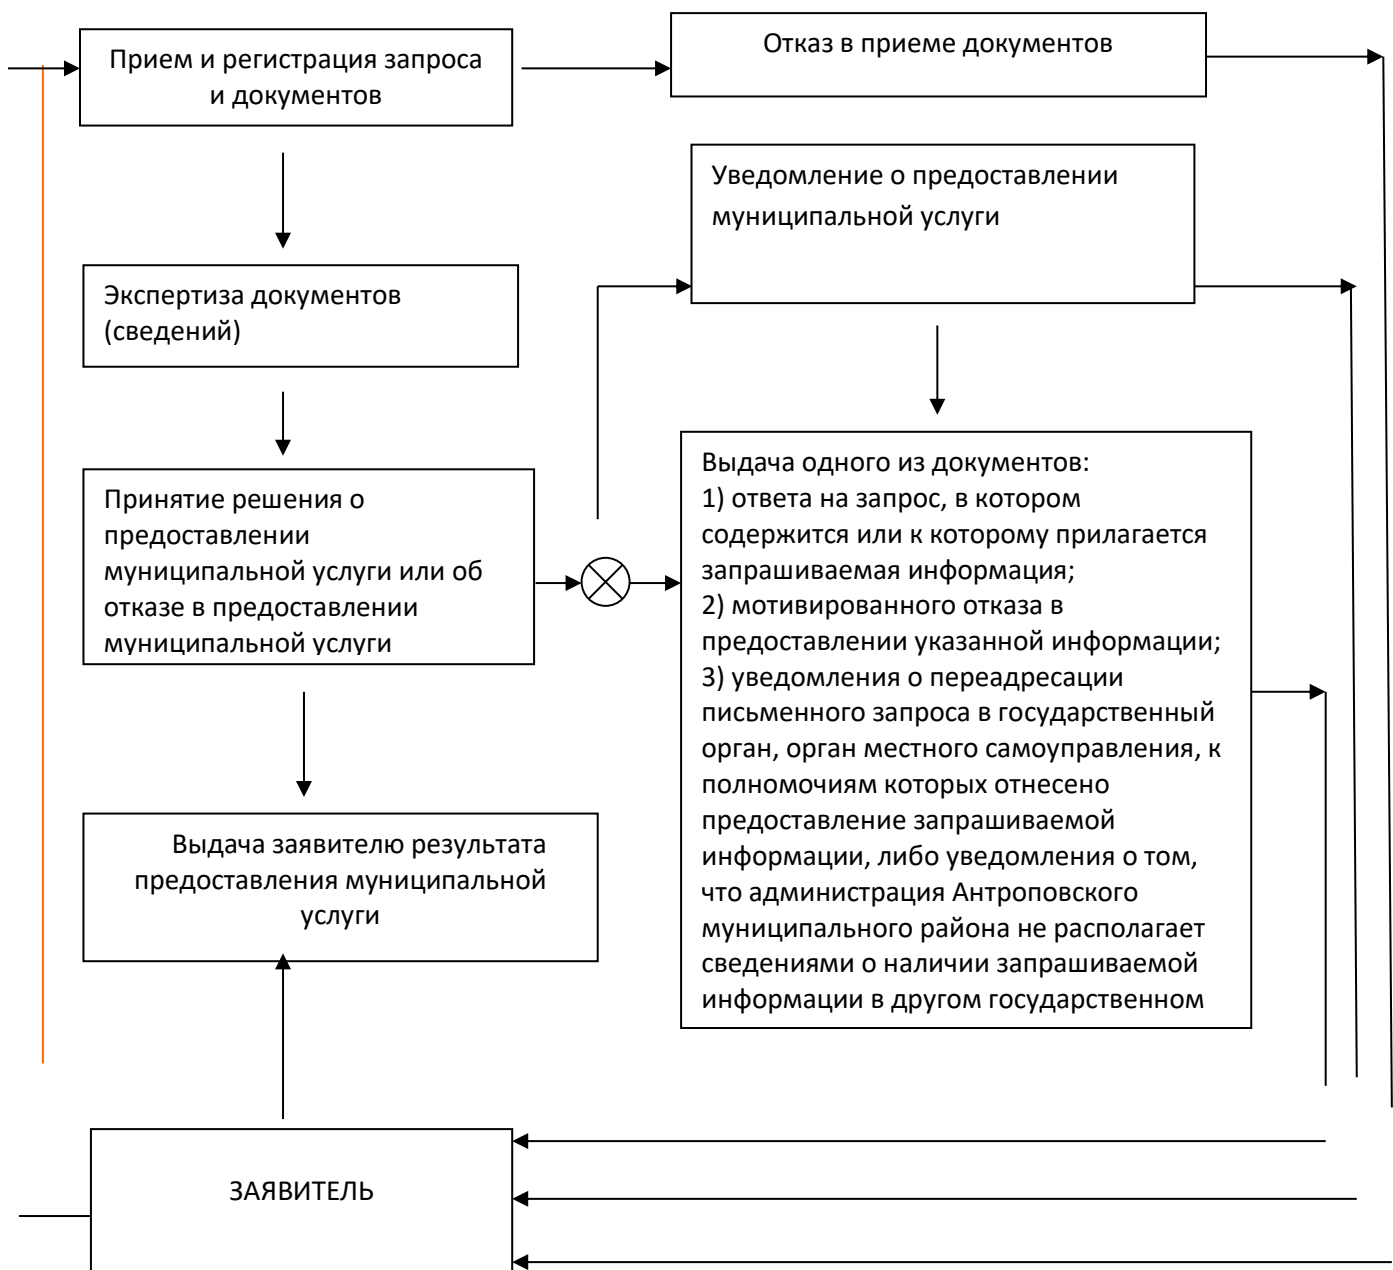 Прием и регистрация запроса
и документов
Отказ в приеме документов
Уведомление о предоставлении
муниципальной услуги
Экспертиза документов
(сведений)
Принятие решения о
предоставлении
муниципальной услуги или об
отказе в предоставлении
муниципальной услуги
Выдача одного из документов:
1) ответа на запрос, в котором
содержится или к которому прилагается
запрашиваемая информация;
2) мотивированного отказа в
предоставлении указанной информации;
3) уведомления о переадресации
письменного запроса в государственный
орган, орган местного самоуправления, к
полномочиям которых отнесено
предоставление запрашиваемой
информации, либо уведомления о том,
что администрация Антроповского
муниципального района не располагает
сведениями о наличии запрашиваемой
информации в другом государственном
Выдача заявителю результата
предоставления муниципальной
услуги
ЗАЯВИТЕЛЬ